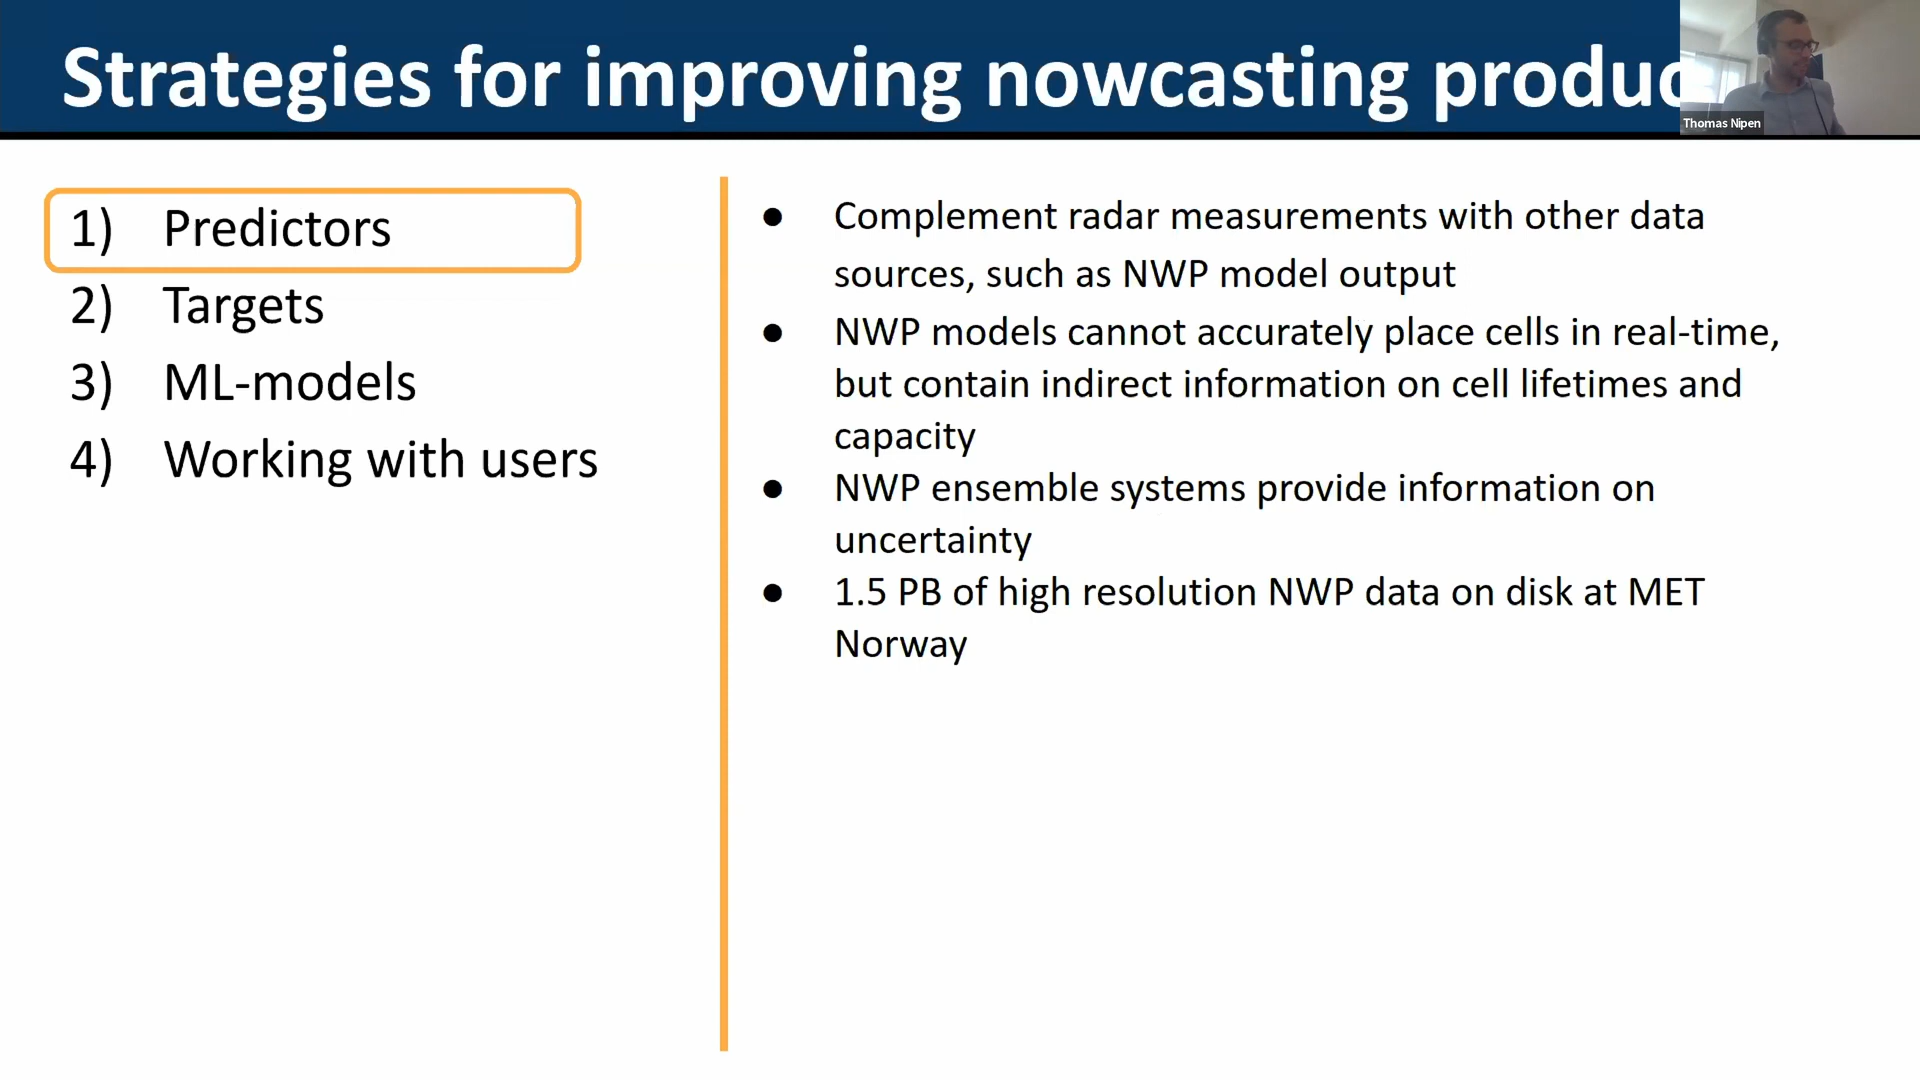 Strategies for improving nowcasting produc
Thomas Nipen
1) Predictors
2) Targets
3) ML-models
4) Working with users
● Complement radar measurements with other data
sources, such as NWP model output
● NWP models cannot accurately place cells in real-time,
but contain indirect information on cell lifetimes and
capacity
● NWP ensemble systems provide information on
uncertainty
● 1.5 PB of high resolution NWP data on disk at MET
Norway